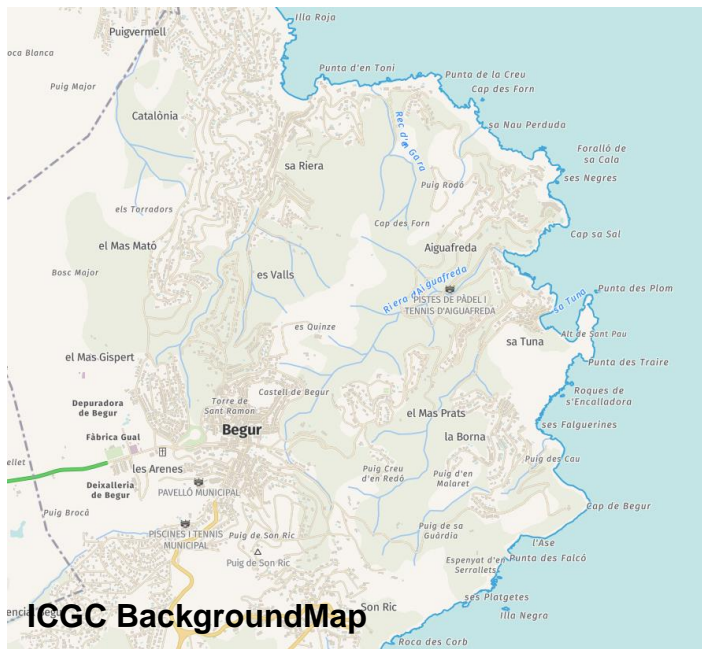 Illa Roja
Puigvermell
oca Blanca
Punta d'en Toni
Punta de la Creu
Puig Major
Cap des Forn
Catalònia
Rec d'en Gara
sa Nau Perduda
Foralló de
sa Cala
sa Riera
ses Negres
Puig Rodó
els Torradors
Cap des Forn
Cap sa Sal
el Mas Mató
Aiguafreda
Bosc Major
es Valls
Riera d'Aiguafreda
PISTES DE PÀDEL I
TENNIS D'AIGUAFREDA
sa Tuna
Punta des Plom
es Quinze
Alt de Sant Pau
sa Tuna
el Mas Gispert
Punta des Traire
Castell de Begur
Roques de
s'Encalladora
Depuradora
de Begur
Torre de
Sant Ramon
el Mas Prats
Begur
ses Falguerines
Fàbrica Gual
la Borna
ellet
les Arenes
Puig des Cau
Puig Creu
d'en Redó
Puig d'en
Malaret
Deixalleria
de Begur
PAVELLÓ MUNICIPAL
Puig Brocà
Cap de Begur
PISCINES I TENNIS
MUNICIPAL
Puig de Son Ric
Puig de sa
Guàrdia
l'Ase
Puig de Son Ric
Espenyat d'en
Serrallets
Punta des Falcó
ses Platgetes
Son Ric
Illa Negra
ICGC BackgroundMap
Roca des Corb